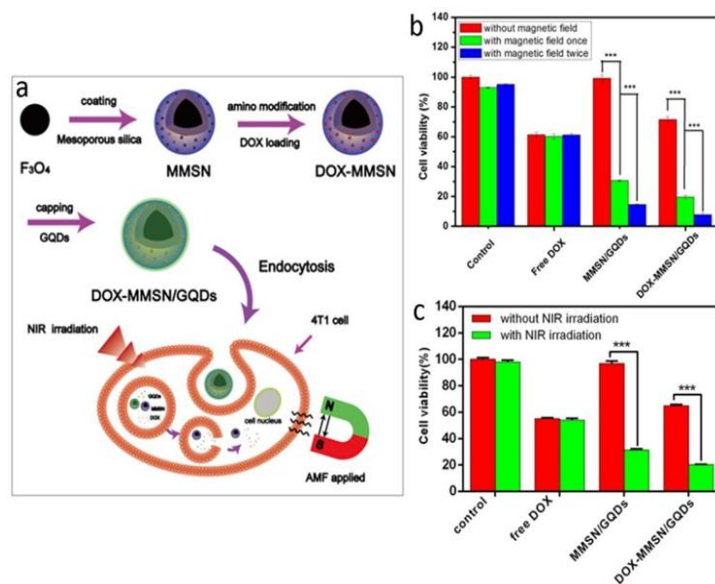 a
coating
Mesoporous silica
amino modification
DOX loading
F₃O₄
MMSN
DOX-MMSN
capping
GQDs
DOX-MMSN/GQDs
Endocytosis
NIR irradiation
4T1 cell
GQDs
MMSN
DOX
cell nucleus
N
S
AMF applied
b
140
120
100
80
60
40
20
0
Cell viability (%)
without magnetic field
with magnetic field once
with magnetic field twice
***
***
***
***
Control
Free DOX
MMSN/GQDs
DOX-MMSN/GQDs
c
140
120
100
80
60
40
20
0
Cell viability(%)
without NIR irradiation
with NIR irradiation
***
***
control
free DOX
MMSN/GQDs
DOX-MMSN/GQDs